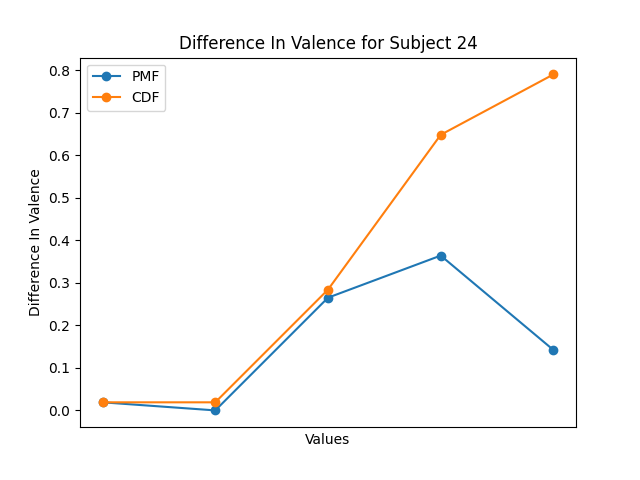 Difference In Valence for Subject 24
PMF
CDF
0.8
0.7
0.6
0.5
0.4
0.3
0.2
0.1
0.0
Difference In Valence
Values